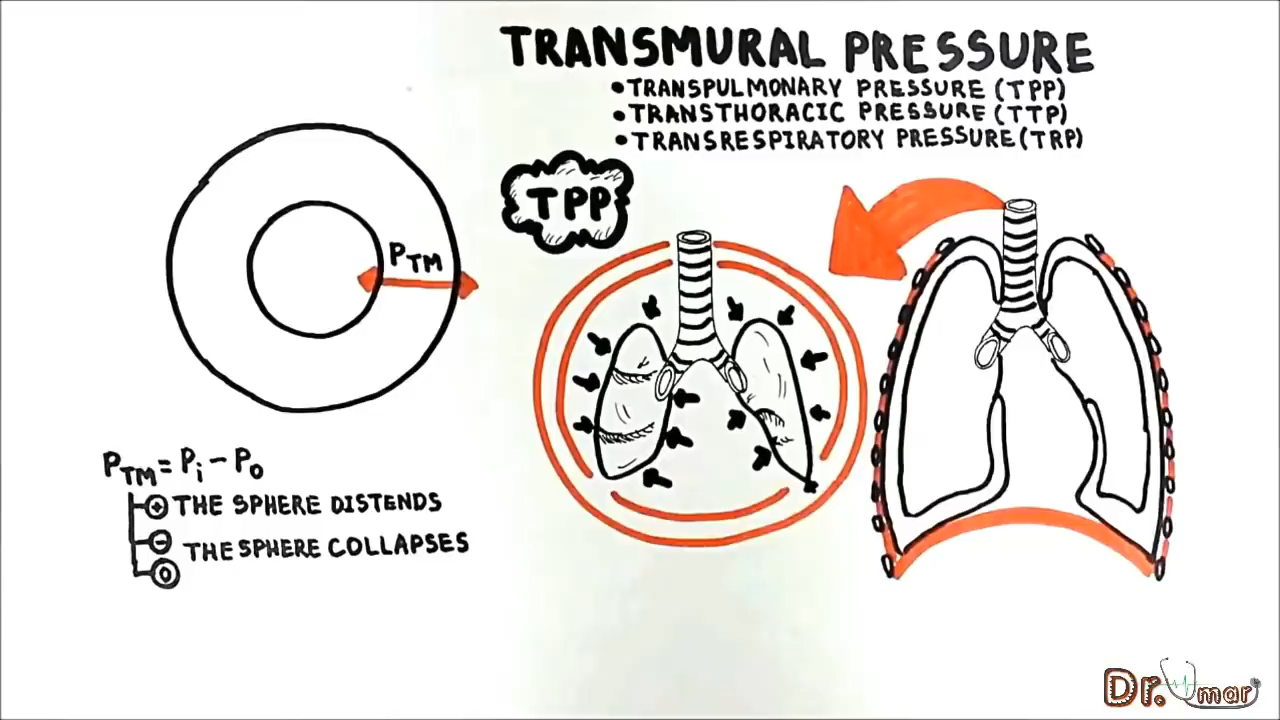 TRANSMURAL PRESSURE
•TRANSPULMONARY PRESSURE (TPP)
•TRANSTHORACIC PRESSURE (TTP)
•TRANSRESPIRATORY PRESSURE (TRP)
TPP
PTM
PTM = Pi - Po
+ THE SPHERE DISTENDS
- THE SPHERE COLLAPSES
0
Dr. Umar